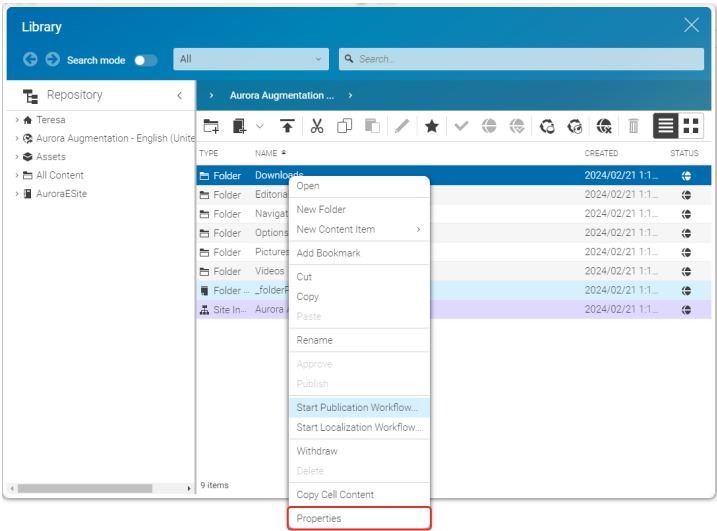 Library
Search mode
All
Search...
Repository
Aurora Augmentation ...
Teresa
Aurora Augmentation - English (Unite
Assets
All Content
AuroraESite
TYPE NAME CREATED STATUS
Folder Downloads 2024/02/21 1:1...
Folder Editorial 2024/02/21 1:1...
Folder Navigat 2024/02/21 1:1...
Folder Options 2024/02/21 1:1...
Folder Pictures 2024/02/21 1:1...
Folder Videos 2024/02/21 1:1...
Folder ... _folderP 2024/02/21 1:1...
Site In... Aurora A 2024/02/21 1:1...
Open
New Folder
New Content Item
Add Bookmark
Cut
Copy
Paste
Rename
Approve
Publish
Start Publication Workflow...
Start Localization Workflow...
Withdraw
Delete
Copy Cell Content
Properties
9 items